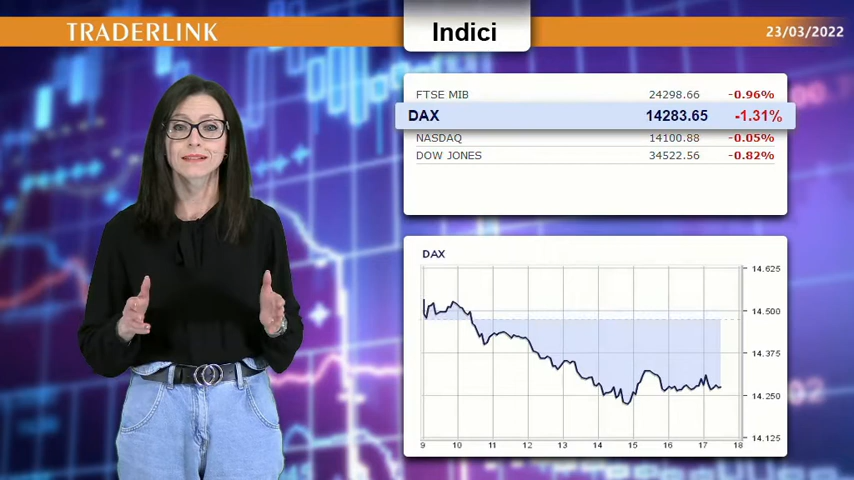 TRADERLINK
Indici
23/03/2022
FTSE MIB 24298.66 -0.96%
DAX 14283.65 -1.31%
NASDAQ 14100.88 -0.05%
DOW JONES 34522.56 -0.82%
DAX
14.625
14.500
14.375
14.250
14.125
9 10 11 12 13 14 15 16 17 18